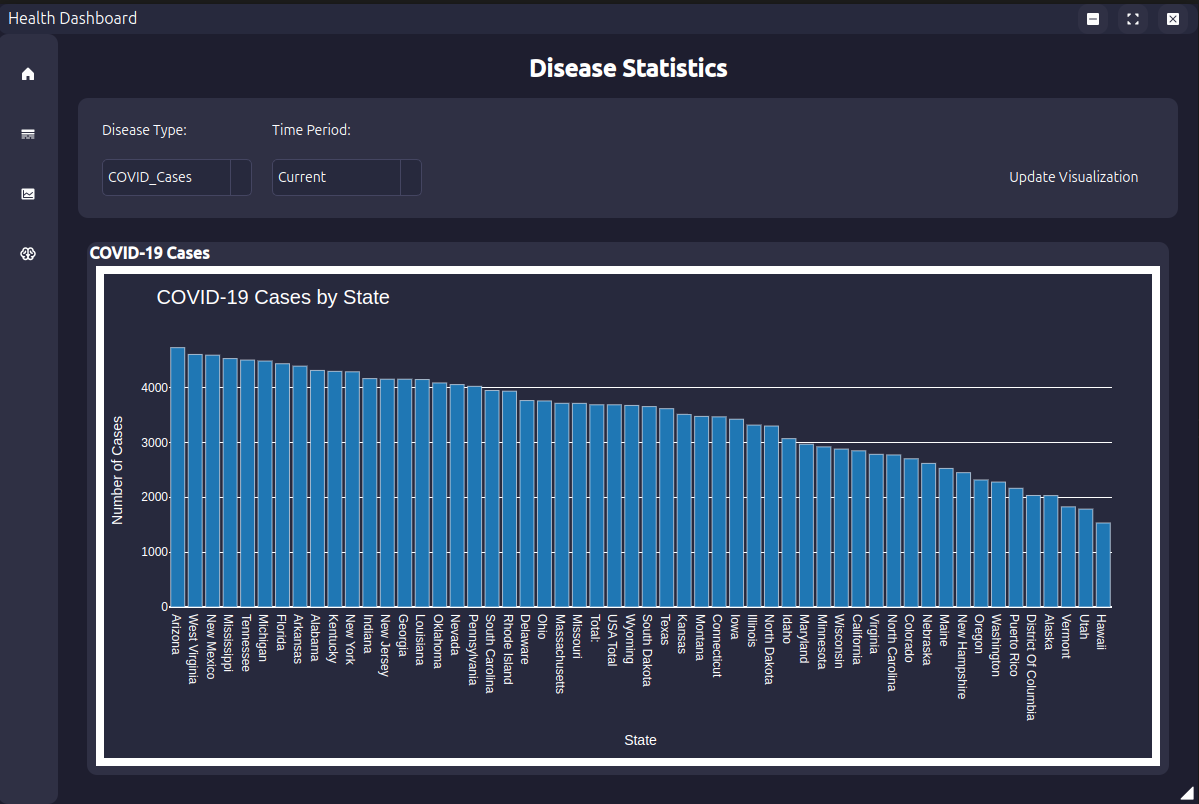 Health Dashboard
Disease Statistics
Disease Type:
Time Period:
COVID_Cases
Current
Update Visualization
COVID-19 Cases
COVID-19 Cases by State
Number of Cases
4000
3000
2000
1000
0
Arizona
West Virginia
New Mexico
Mississippi
Tennessee
Michigan
Florida
Arkansas
Alabama
Kentucky
New York
Indiana
New Jersey
Georgia
Louisiana
Oklahoma
Nevada
Pennsylvania
South Carolina
Rhode Island
Delaware
Ohio
Massachusetts
Missouri
Total:
USA Total
Wyoming
South Dakota
Texas
Kansas
Montana
Connecticut
Iowa
Illinois
North Dakota
Idaho
Maryland
Minnesota
Wisconsin
California
Virginia
North Carolina
Colorado
Nebraska
Maine
New Hampshire
Oregon
Washington
Puerto Rico
District Of Columbia
Alaska
Vermont
Utah
Hawaii
State